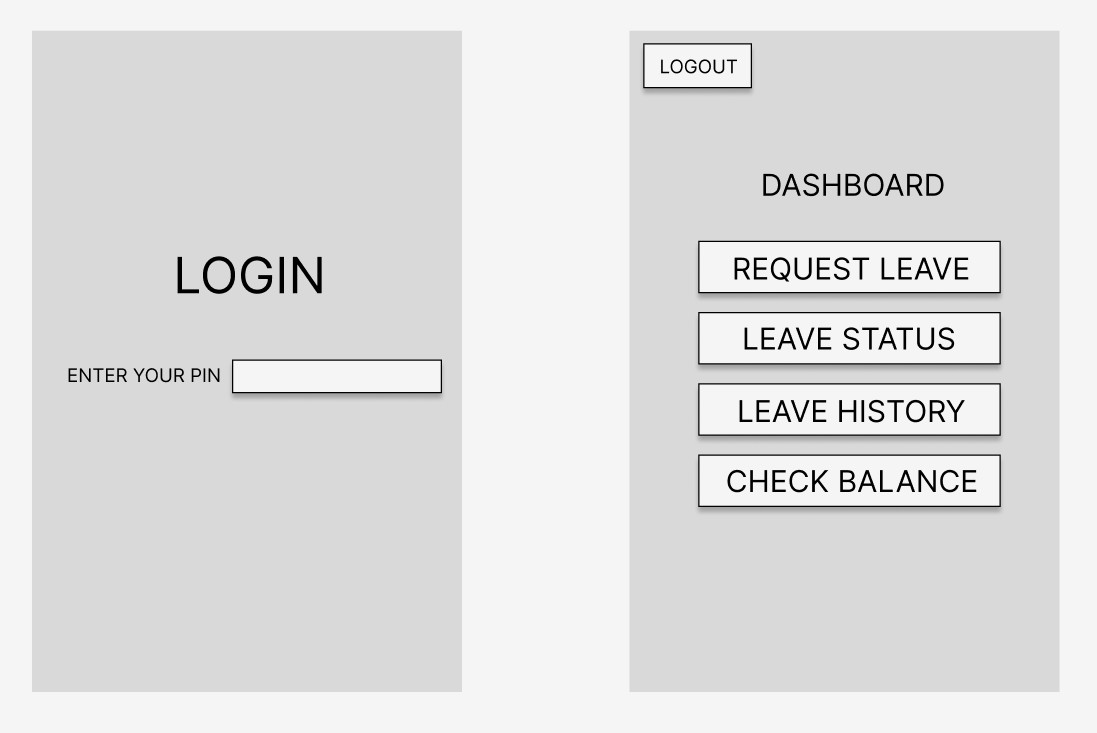 LOGIN
ENTER YOUR PIN
LOGOUT
DASHBOARD
REQUEST LEAVE
LEAVE STATUS
LEAVE HISTORY
CHECK BALANCE